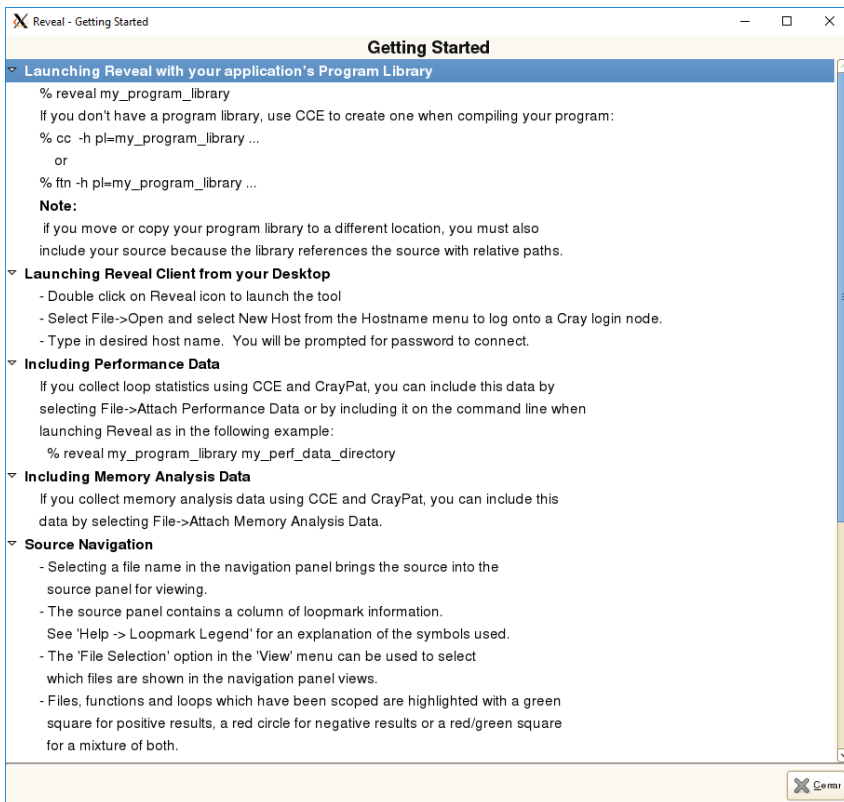 Reveal - Getting Started
Getting Started
Launching Reveal with your application's Program Library
% reveal my_program_library
If you don't have a program library, use CCE to create one when compiling your program:
% cc -h pl=my_program_library ...
or
% ftn -h pl=my_program_library ...
Note:
if you move or copy your program library to a different location, you must also
include your source because the library references the source with relative paths.
Launching Reveal Client from your Desktop
- Double click on Reveal icon to launch the tool
- Select File->Open and select New Host from the Hostname menu to log onto a Cray login node.
- Type in desired host name. You will be prompted for password to connect.
Including Performance Data
If you collect loop statistics using CCE and CrayPat, you can include this data by
selecting File->Attach Performance Data or by including it on the command line when
launching Reveal as in the following example:
% reveal my_program_library my_perf_data_directory
Including Memory Analysis Data
If you collect memory analysis data using CCE and CrayPat, you can include this
data by selecting File->Attach Memory Analysis Data.
Source Navigation
- Selecting a file name in the navigation panel brings the source into the
source panel for viewing.
- The source panel contains a column of loopmark information.
See 'Help -> Loopmark Legend' for an explanation of the symbols used.
- The 'File Selection' option in the 'View' menu can be used to select
which files are shown in the navigation panel views.
- Files, functions and loops which have been scoped are highlighted with a green
square for positive results, a red circle for negative results or a red/green square
for a mixture of both.
Cerrar